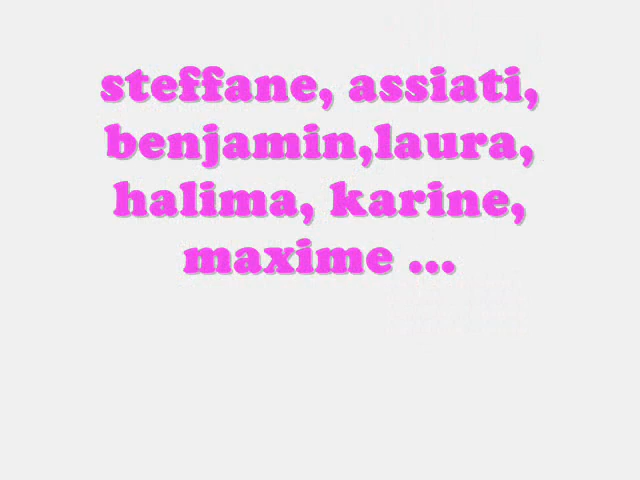 steffane, assiati,
benjamin,laura,
halima, karine,
maxime ...